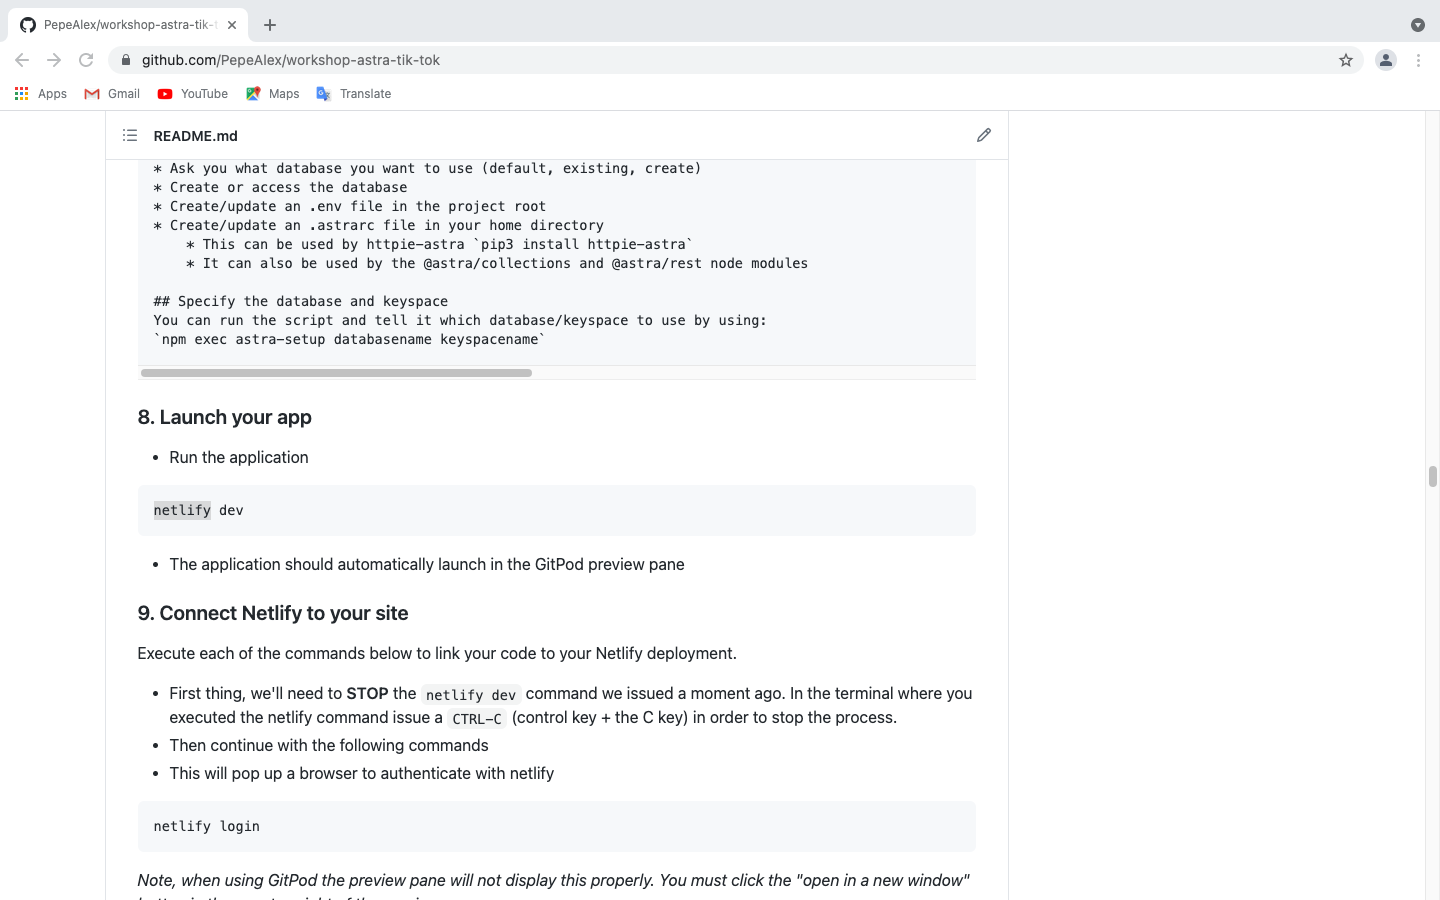 PepeAlex/workshop-astra-tik-t
github.com/PepeAlex/workshop-astra-tik-tok
Apps
Gmail
YouTube
Maps
Translate
README.md
* Ask you what database you want to use (default, existing, create)
* Create or access the database
* Create/update an .env file in the project root
* Create/update an .astrarc file in your home directory
* This can be used by httpie-astra `pip3 install httpie-astra`
* It can also be used by the @astra/collections and @astra/rest node modules
## Specify the database and keyspace
You can run the script and tell it which database/keyspace to use by using:
`npm exec astra-setup databasename keyspacename`
8. Launch your app
• Run the application
netlify dev
• The application should automatically launch in the GitPod preview pane
9. Connect Netlify to your site
Execute each of the commands below to link your code to your Netlify deployment.
• First thing, we'll need to STOP the netlify dev command we issued a moment ago. In the terminal where you
executed the netlify command issue a CTRL-C (control key + the C key) in order to stop the process.
• Then continue with the following commands
• This will pop up a browser to authenticate with netlify
netlify login
Note, when using GitPod the preview pane will not display this properly. You must click the "open in a new window"